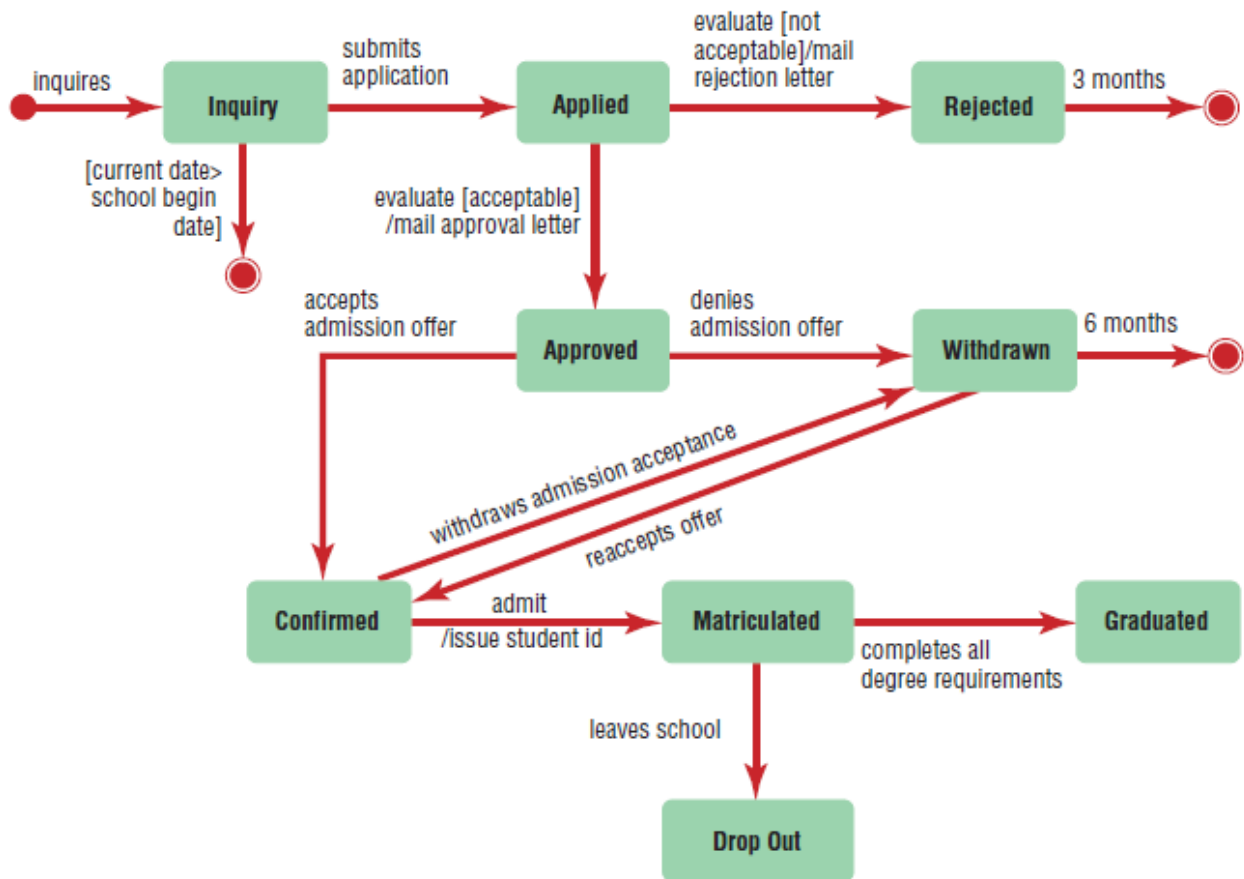 inquires
Inquiry
submits
application
Applied
evaluate [not
acceptable]/mail
rejection letter
Rejected
3 months
[current date>
school begin
date]
evaluate [acceptable]
/mail approval letter
accepts
admission offer
Approved
denies
admission offer
Withdrawn
6 months
withdraws admission acceptance
reaccepts offer
Confirmed
admit
/issue student id
Matriculated
completes all
degree requirements
Graduated
leaves school
Drop Out